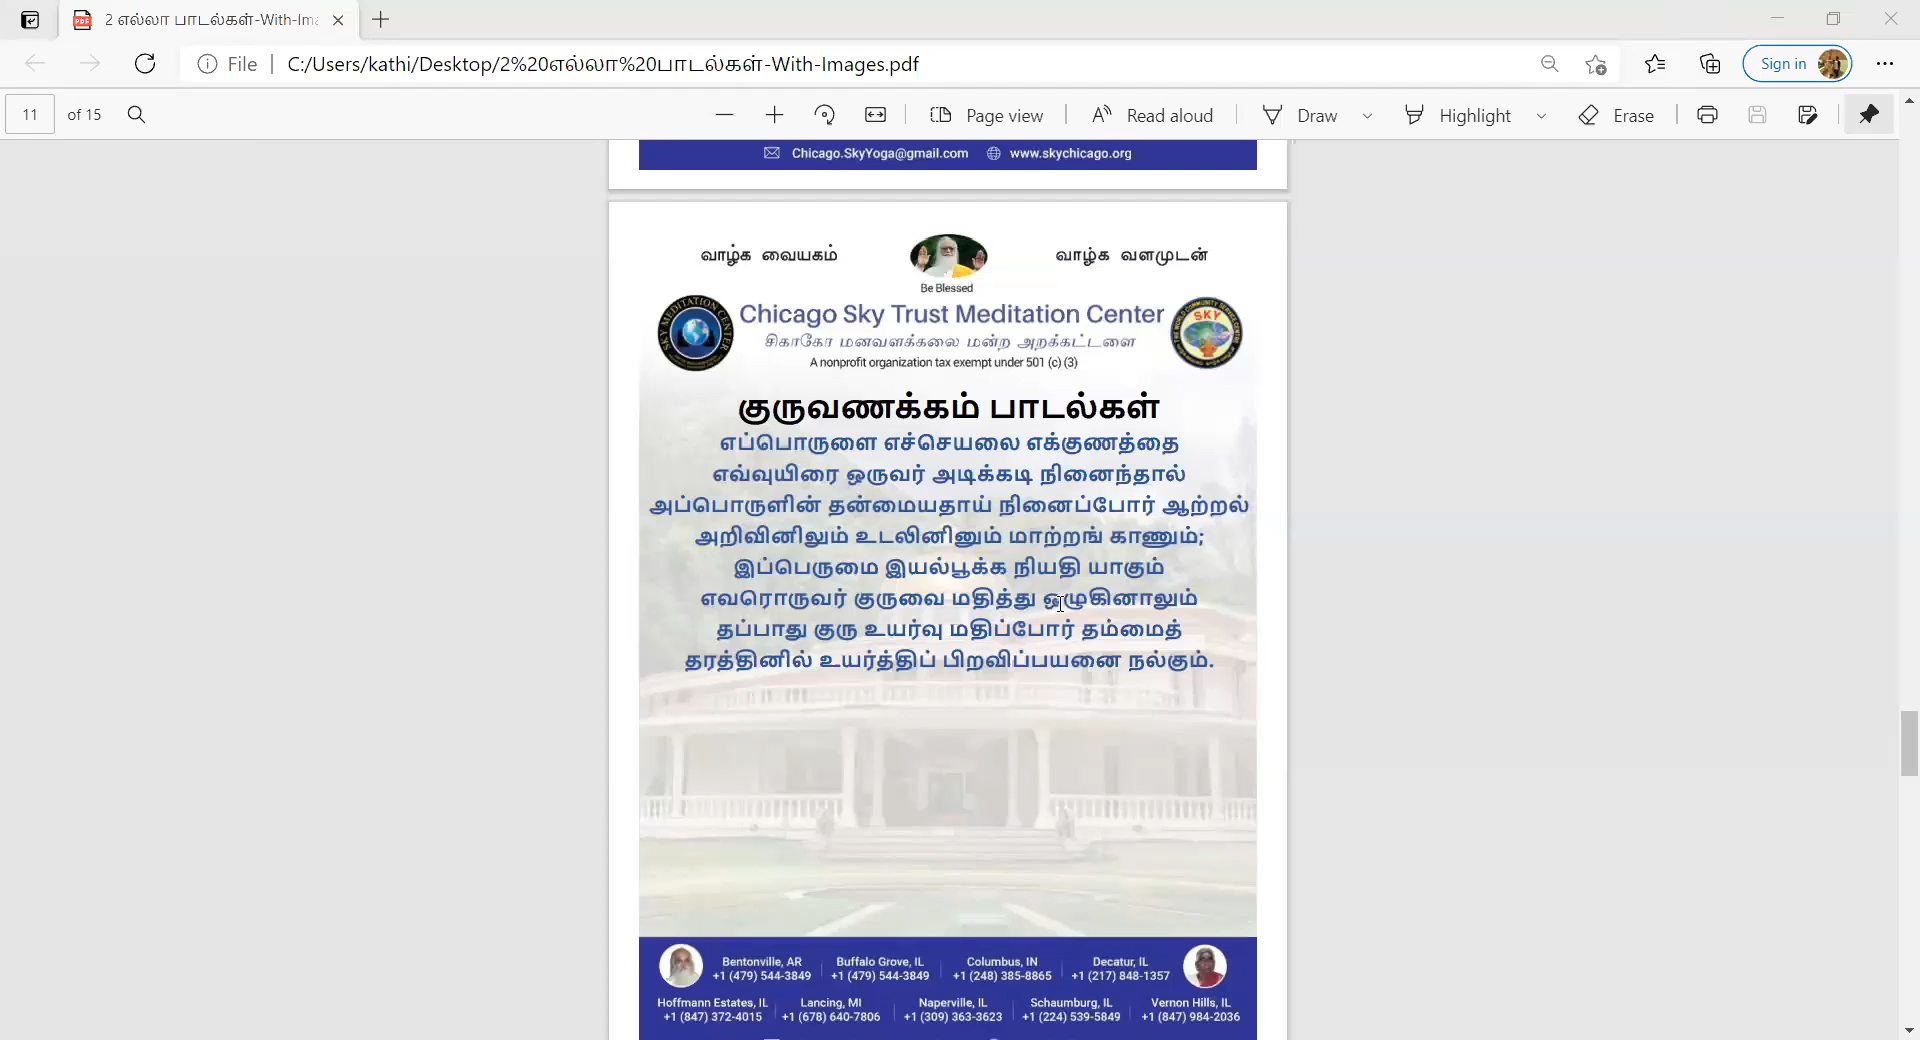 2 எல்லா பாடல்கள்-With-Im
File
C:/Users/kathi/Desktop/2%20எல்லா%20பாடல்கள்-With-Images.pdf
Sign in
11 of 15
Page view
Read aloud
Draw
Highlight
Erase
Chicago.SkyYoga@gmail.com www.skychicago.org
வாழ்க வையகம் வாழ்க வளமுடன்
Be Blessed
SKY MEDITATION CENTER
SKY
Chicago Sky Trust Meditation Center
சிகாகோ மனவளக்கலை மன்ற அறக்கட்டளை
A nonprofit organization tax exempt under 501 (c) (3)
குருவணக்கம் பாடல்கள்
எப்பொருளை எச்செயலை எக்குணத்தை
எவ்வுயிரை ஒருவர் அடிக்கடி நினைந்தால்
அப்பொருளின் தன்மையதாய் நினைப்போர் ஆற்றல்
அறிவினிலும் உடலினினும் மாற்றங் காணும்;
இப்பெருமை இயல்பூக்க நியதி யாகும்
எவரொருவர் குருவை மதித்து ஒழுகினாலும்
தப்பாது குரு உயர்வு மதிப்போர் தம்மைத்
தரத்தினில் உயர்த்திப் பிறவிப்பயனை நல்கும்.
Bentonville, AR Buffalo Grove, IL Columbus, IN Decatur, IL
+1 (479) 544-3849 +1 (479) 544-3849 +1 (248) 385-8865 +1 (217) 848-1357
Hoffmann Estates, IL Lancing, MI Naperville, IL Schaumburg, IL Vernon Hills, IL
+1 (847) 372-4015 +1 (678) 640-7806 +1 (309) 363-3623 +1 (224) 539-5849 +1 (847) 984-2036